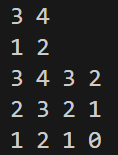 3 4
1 2
3 4 3 2
2 3 2 1
1 2 1 0